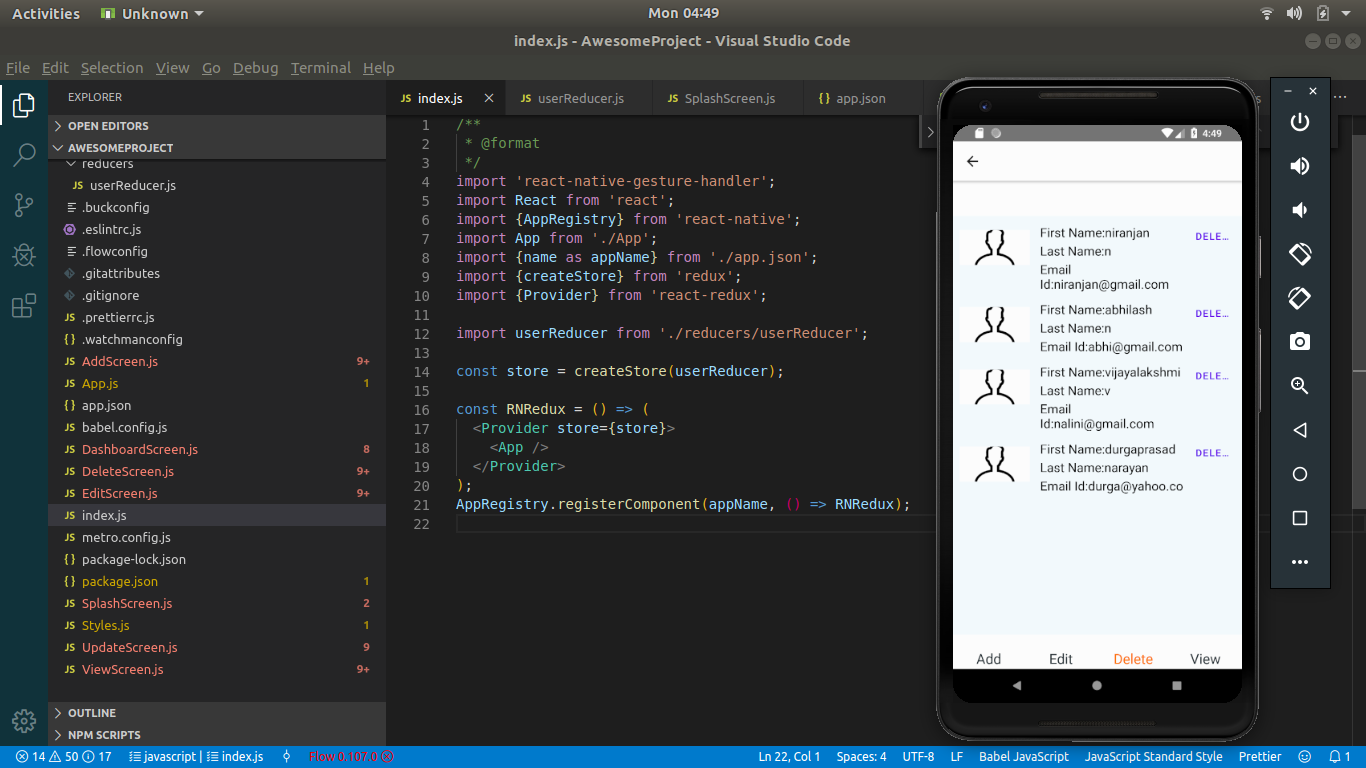 Activities
Unknown
Mon 04:49
index.js - AwesomeProject - Visual Studio Code
File Edit Selection View Go Debug Terminal Help
EXPLORER
OPEN EDITORS
AWESOMEPROJECT
reducers
JS userReducer.js
.buckconfig
.eslintrc.js
.flowconfig
.gitattributes
.gitignore
JS .prettierrc.js
{} .watchmanconfig
JS AddScreen.js 9+
JS App.js 1
{} app.json
JS babel.config.js
JS DashboardScreen.js 8
JS DeleteScreen.js 9+
JS EditScreen.js 9+
JS index.js
JS metro.config.js
{} package-lock.json
{} package.json 1
JS SplashScreen.js 2
JS Styles.js 1
JS UpdateScreen.js 9
JS ViewScreen.js 9+
OUTLINE
NPM SCRIPTS
JS index.js
JS userReducer.js
JS SplashScreen.js
{} app.json
1 /**
2  * @format
3  */
4 import 'react-native-gesture-handler';
5 import React from 'react';
6 import {AppRegistry} from 'react-native';
7 import App from './App';
8 import {name as appName} from './app.json';
9 import {createStore} from 'redux';
10 import {Provider} from 'react-redux';
11
12 import userReducer from './reducers/userReducer';
13
14 const store = createStore(userReducer);
15
16 const RNRedux = () => (
17   <Provider store={store}>
18     <App />
19   </Provider>
20 );
21 AppRegistry.registerComponent(appName, () => RNRedux);
22
4:49
First Name:niranjan
DELE...
Last Name:n
Email
Id:niranjan@gmail.com
First Name:abhilash
DELE...
Last Name:n
Email Id:abhi@gmail.com
First Name:vijayalakshmi
DELE...
Last Name:v
Email
Id:nalini@gmail.com
First Name:durgaprasad
DELE...
Last Name:narayan
Email Id:durga@yahoo.co
Add Edit Delete View
14 50 17 javascript | index.js Flow 0.107.0 Ln 22, Col 1 Spaces: 4 UTF-8 LF Babel JavaScript JavaScript Standard Style Prettier 1